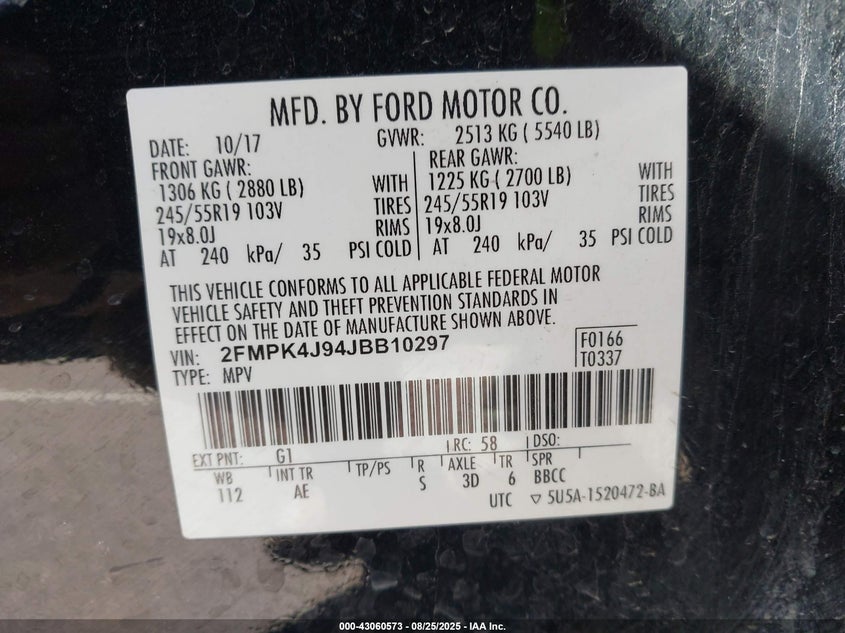 MFD. BY FORD MOTOR CO.
DATE: 10/17 GVWR: 2513 KG ( 5540 LB)
FRONT GAWR:
1306 KG ( 2880 LB) WITH
245/55R19 103V TIRES
19x8.0J RIMS
AT 240 kPa/ 35 PSI COLD
REAR GAWR:
1225 KG ( 2700 LB) WITH
245/55R19 103V TIRES
19x8.0J RIMS
AT 240 kPa/ 35 PSI COLD
THIS VEHICLE CONFORMS TO ALL APPLICABLE FEDERAL MOTOR
VEHICLE SAFETY AND THEFT PREVENTION STANDARDS IN
EFFECT ON THE DATE OF MANUFACTURE SHOWN ABOVE.
VIN: 2FMPK4J94JBB10297 F0166
TYPE: MPV T0337
EXT PNT: G1 RC: 58 DSO:
WB INT TR TP/PS R AXLE TR SPR
112 AE S 3D 6 BBCC
UTC ▽ 5U5A-1520472-BA
000-43060573 - 08/25/2025 - IAA Inc.